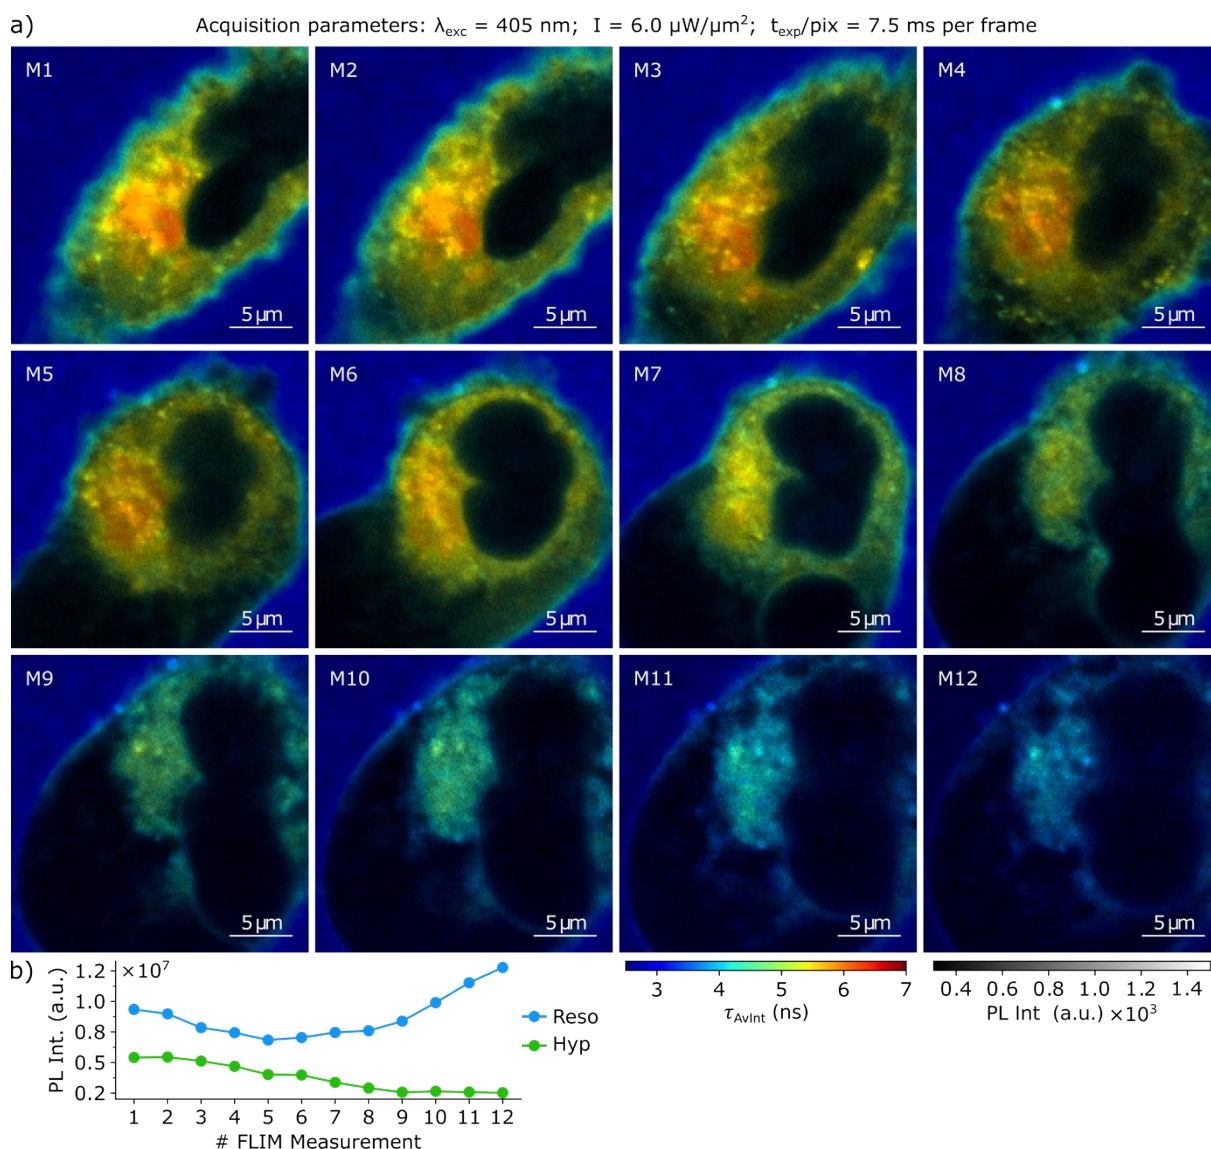 a) Acquisition parameters: λexc = 405 nm; I = 6.0 µW/µm²; texp/pix = 7.5 ms per frame
M1 M2 M3 M4
5 µm 5 µm 5 µm 5 µm
M5 M6 M7 M8
5 µm 5 µm 5 µm 5 µm
M9 M10 M11 M12
5 µm 5 µm 5 µm 5 µm
b)
×10⁷
PL Int. (a.u.)
1.2
1.0
0.8
0.5
0.2
1 2 3 4 5 6 7 8 9 10 11 12
# FLIM Measurement
Reso
Hyp
3 4 5 6 7
τAvInt (ns)
0.4 0.6 0.8 1.0 1.2 1.4
PL Int (a.u.) ×10³